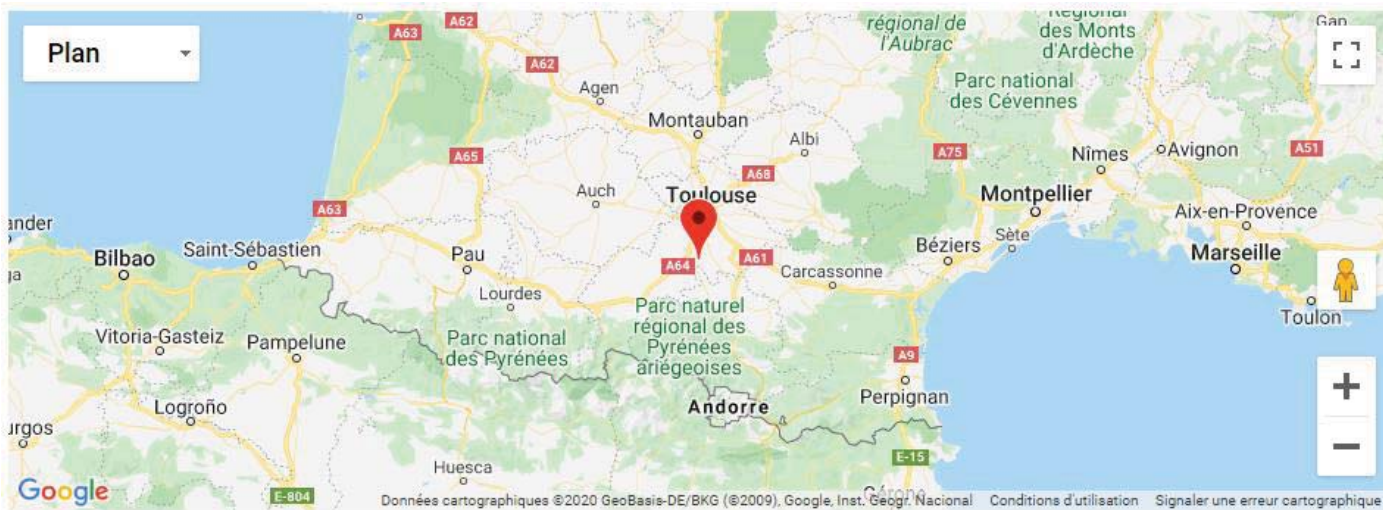 Plan
A62
A63
A62
régional de
l'Aubrac
Régional
des Monts
d'Ardèche
Gap
Parc national
des Cévennes
Agen
Montauban
Albi
A65
A75
A51
Nîmes
Avignon
Auch
A68
Toulouse
Montpellier
A63
Aix-en-Provence
ander
Saint-Sébastien
Bilbao
Pau
A64
A61
Carcassonne
Béziers
Sète
Marseille
ga
Lourdes
Parc naturel
régional des
Pyrénées
ariégeoises
Toulon
Vitoria-Gasteiz
Pampelune
Parc national
des Pyrénées
A9
Perpignan
Andorre
Logroño
urgos
Huesca
E-15
Google
E-804
Gérone
Données cartographiques ©2020 GeoBasis-DE/BKG (©2009), Google, Inst. Geogr. Nacional
Conditions d'utilisation
Signaler une erreur cartographique